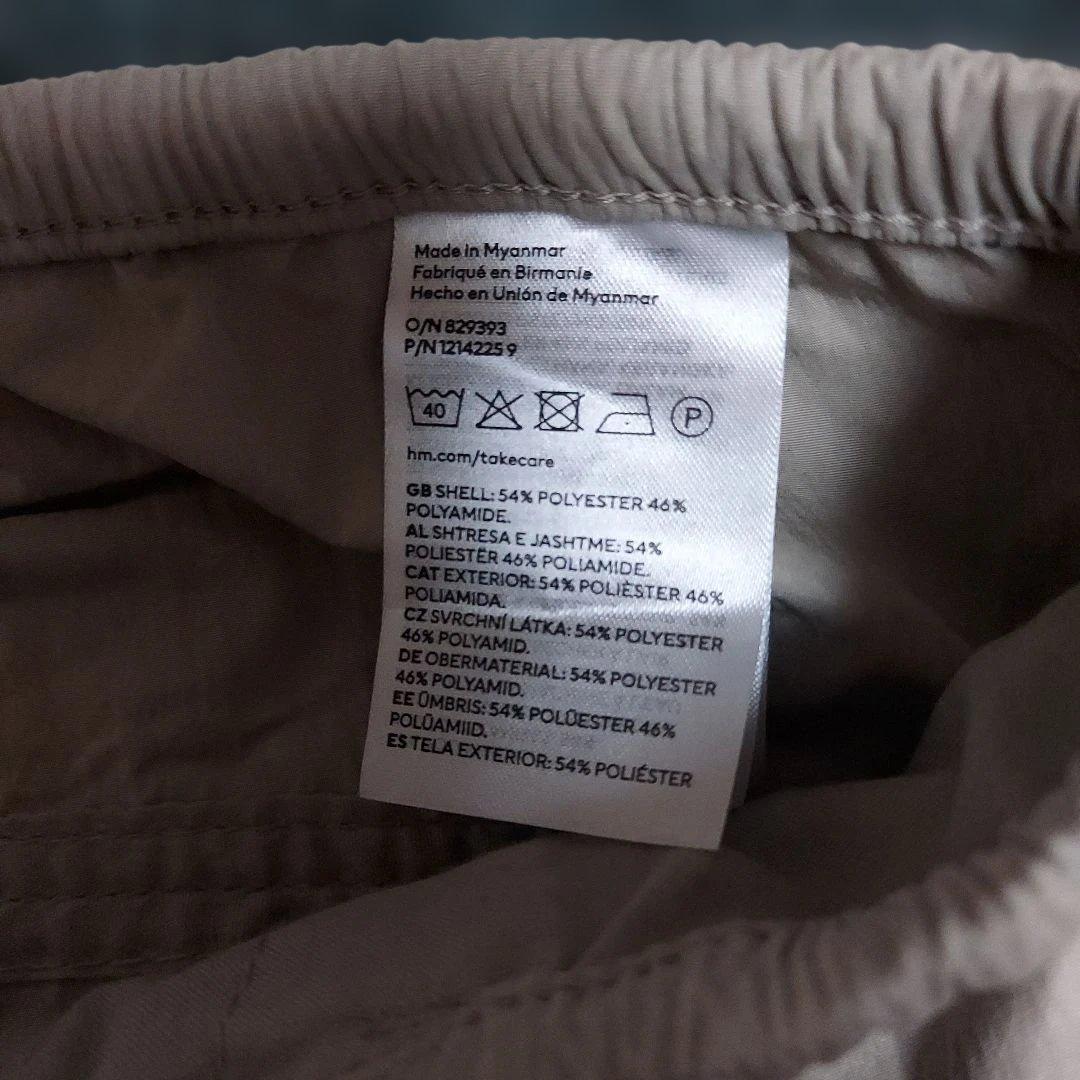 Made in Myanmar
Fabriqué en Birmanie
Hecho en Unión de Myanmar
O/N 829393
P/N 1214225 9
40 P
hm.com/takecare
GB SHELL: 54% POLYESTER 46%
POLYAMIDE.
AL SHTRESA E JASHTME: 54%
POLIESTËR 46% POLIAMIDE.
CAT EXTERIOR: 54% POLIÈSTER 46%
POLIAMIDA.
CZ SVRCHNÍ LÁTKA: 54% POLYESTER
46% POLYAMID.
DE OBERMATERIAL: 54% POLYESTER
46% POLYAMID.
EE ÜMBRIS: 54% POLÜESTER 46%
POLÜAMIID.
ES TELA EXTERIOR: 54% POLIÉSTER